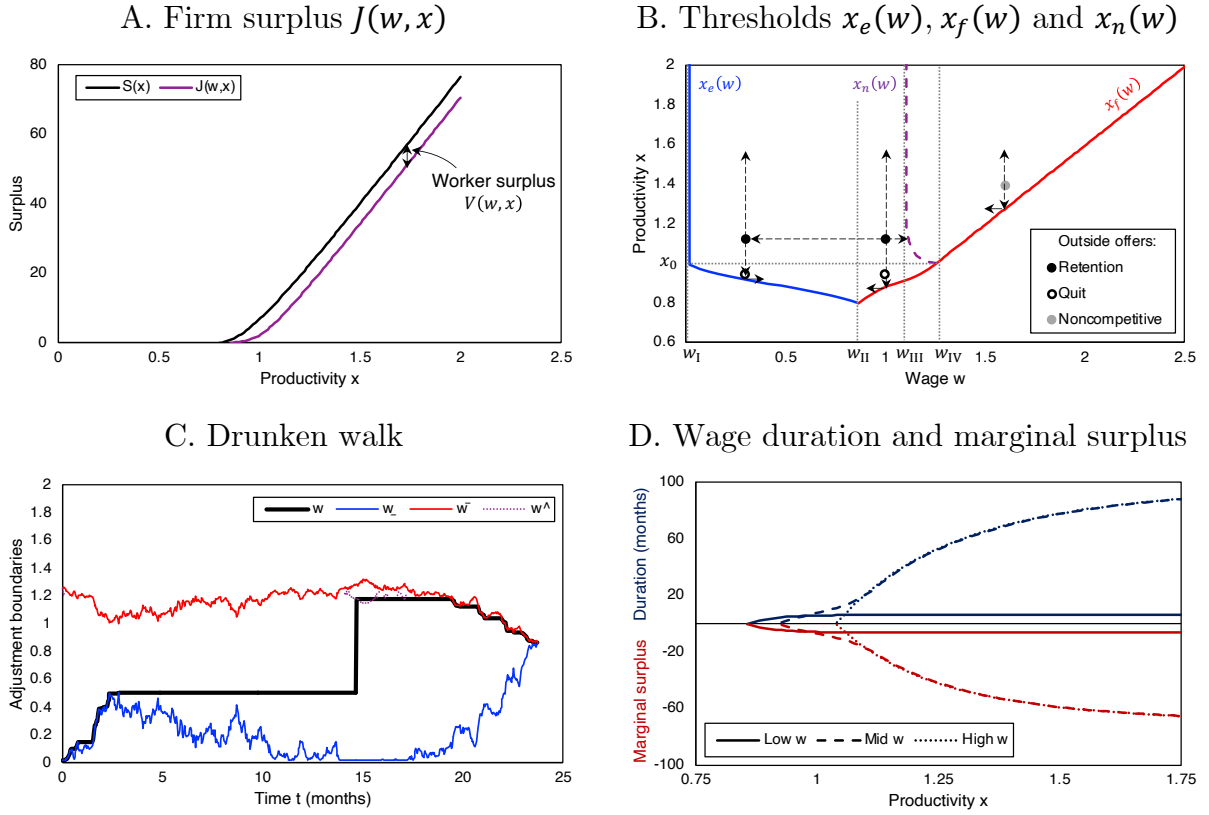 A. Firm surplus J(w, x)
80
60
40
20
0
Surplus
S(x)
J(w,x)
Worker surplus
V(w, x)
0
0.5
1
1.5
2
2.5
Productivity x
B. Thresholds x_e(w), x_f(w) and x_n(w)
2
1.8
1.6
1.4
1.2
x_0
0.8
0.6
Productivity x
x_e(w)
x_n(w)
x_f(w)
Outside offers:
Retention
Quit
Noncompetitive
w_I
0.5
w_II
1
w_III
w_IV
1.5
2
2.5
Wage w
C. Drunken walk
2
1.8
1.6
1.4
1.2
1
0.8
0.6
0.4
0.2
0
Adjustment boundaries
w
w_
w¯
w^
0
5
10
15
20
25
Time t (months)
D. Wage duration and marginal surplus
100
60
20
-20
-60
-100
Duration (months)
Marginal surplus
Low w
Mid w
High w
0.75
1
1.25
1.5
1.75
Productivity x